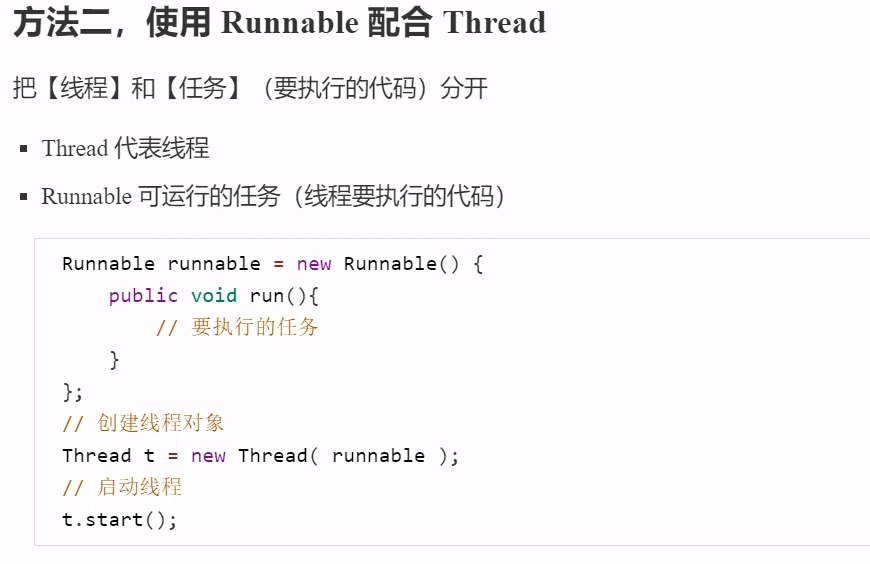 方法二，使用 Runnable 配合 Thread
把【线程】和【任务】（要执行的代码）分开
▪ Thread 代表线程
▪ Runnable 可运行的任务（线程要执行的代码）
Runnable runnable = new Runnable() {
    public void run(){
        // 要执行的任务
    }
};
// 创建线程对象
Thread t = new Thread( runnable );
// 启动线程
t.start();